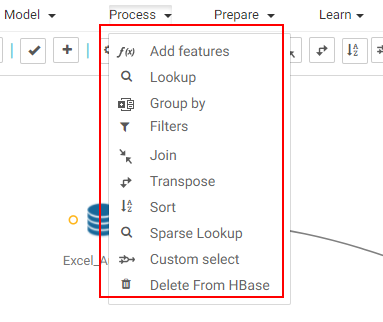 Model Process Prepare Learn
f(x) Add features
Lookup
Group by
Filters
Join
Transpose
Sort
Sparse Lookup
Excel_A
Custom select
Delete From HBase